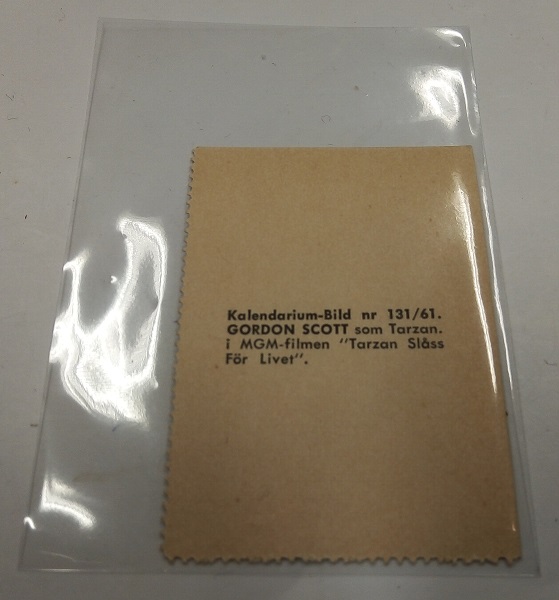 Kalendarium-Bild nr 131/61.
GORDON SCOTT som Tarzan.
i MGM-filmen "Tarzan Slåss
För Livet".